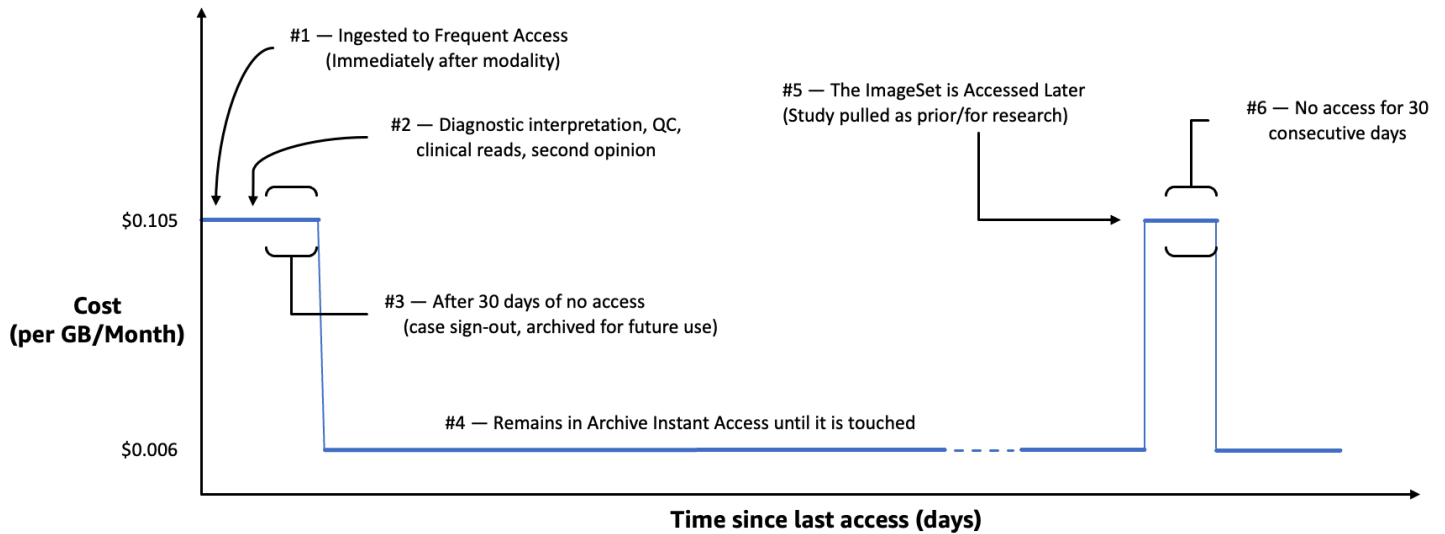 #1 — Ingested to Frequent Access
(Immediately after modality)
#2 — Diagnostic interpretation, QC,
clinical reads, second opinion
#5 — The ImageSet is Accessed Later
(Study pulled as prior/for research)
#6 — No access for 30
consecutive days
$0.105
Cost
(per GB/Month)
#3 — After 30 days of no access
(case sign-out, archived for future use)
#4 — Remains in Archive Instant Access until it is touched
$0.006
Time since last access (days)